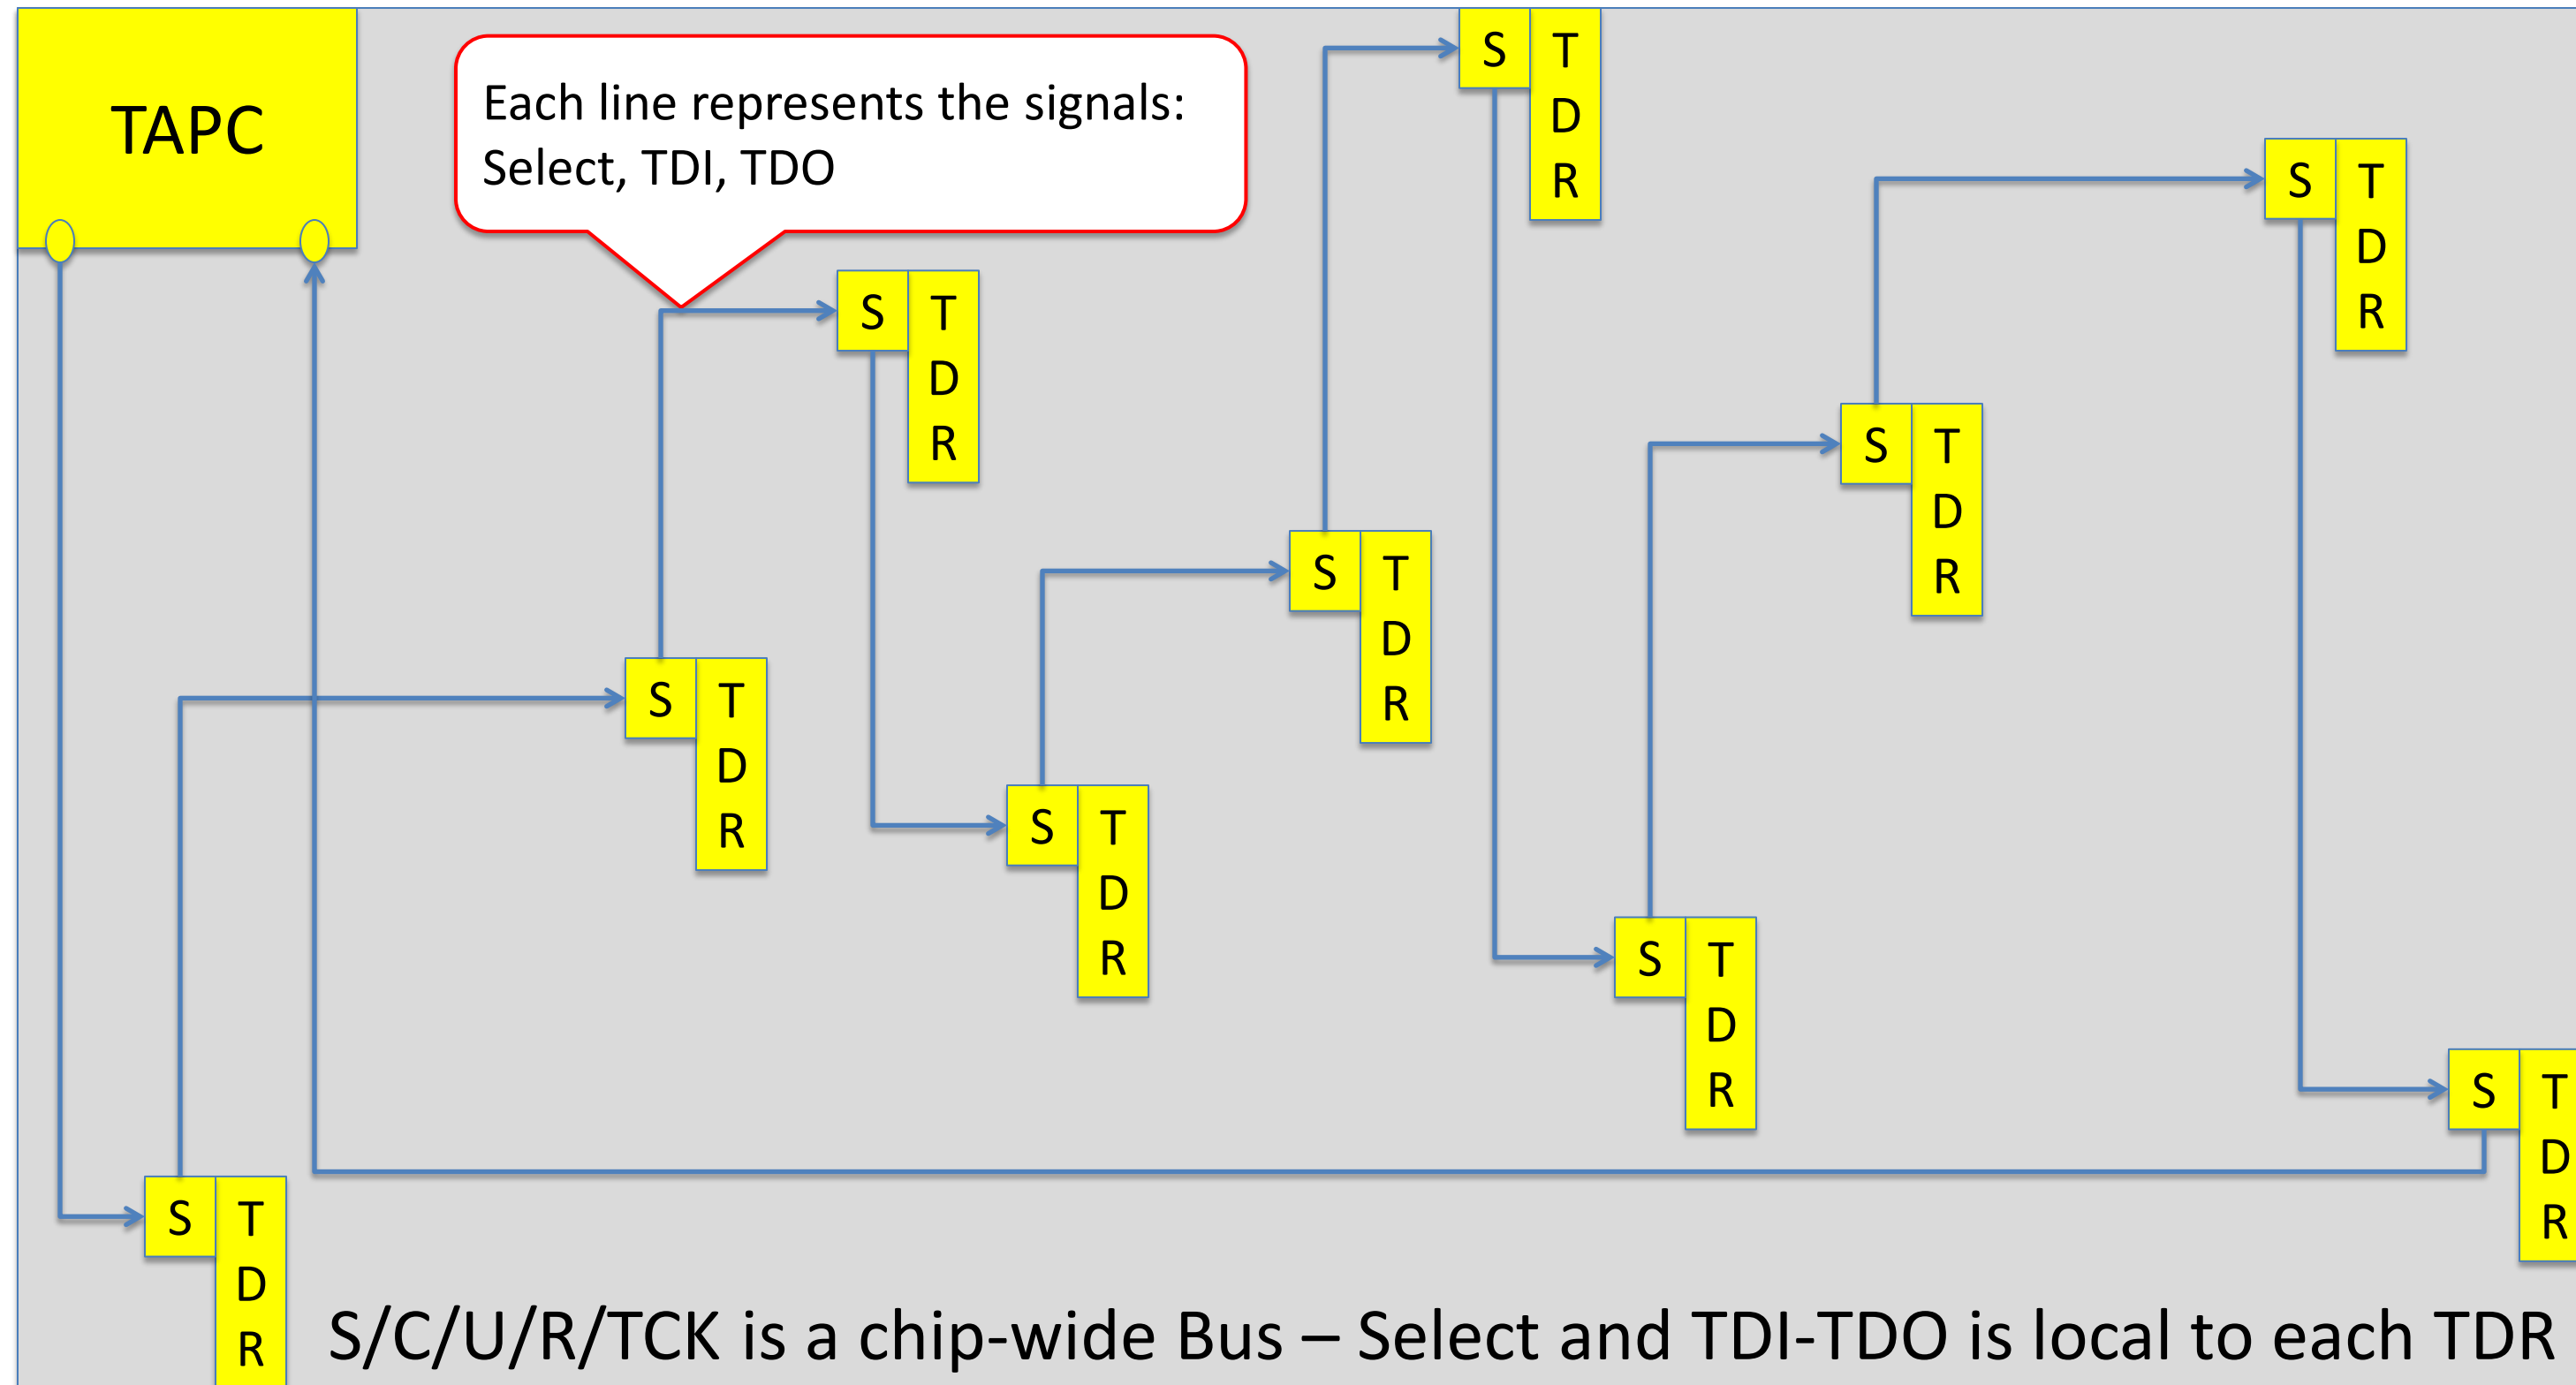 TAPC
Each line represents the signals:
Select, TDI, TDO
S
T
D
R
S
T
D
R
S
T
D
R
S
T
D
R
S
T
D
R
S
T
D
R
S
T
D
R
S
T
D
R
S
T
D
R
S
T
D
R
S/C/U/R/TCK is a chip-wide Bus – Select and TDI-TDO is local to each TDR